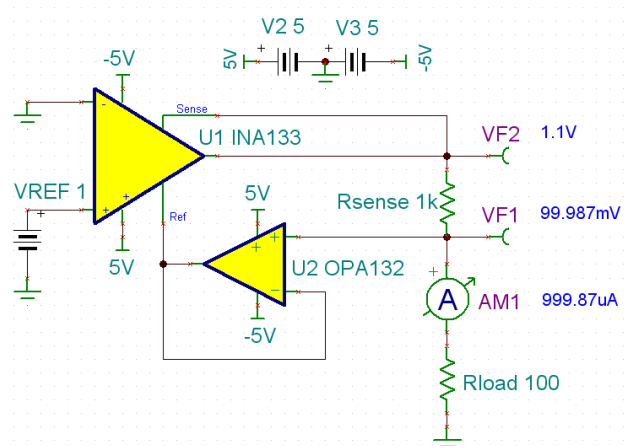 V2 5
V3 5
+
+
5V
-5V
-5V
-
Sense
U1 INA133
VF2
1.1V
VREF 1
+
+
+
Rsense 1k
VF1
99.987mV
5V
Ref
5V
+
+
-
U2 OPA132
-5V
+
A
AM1
999.87uA
Rload 100